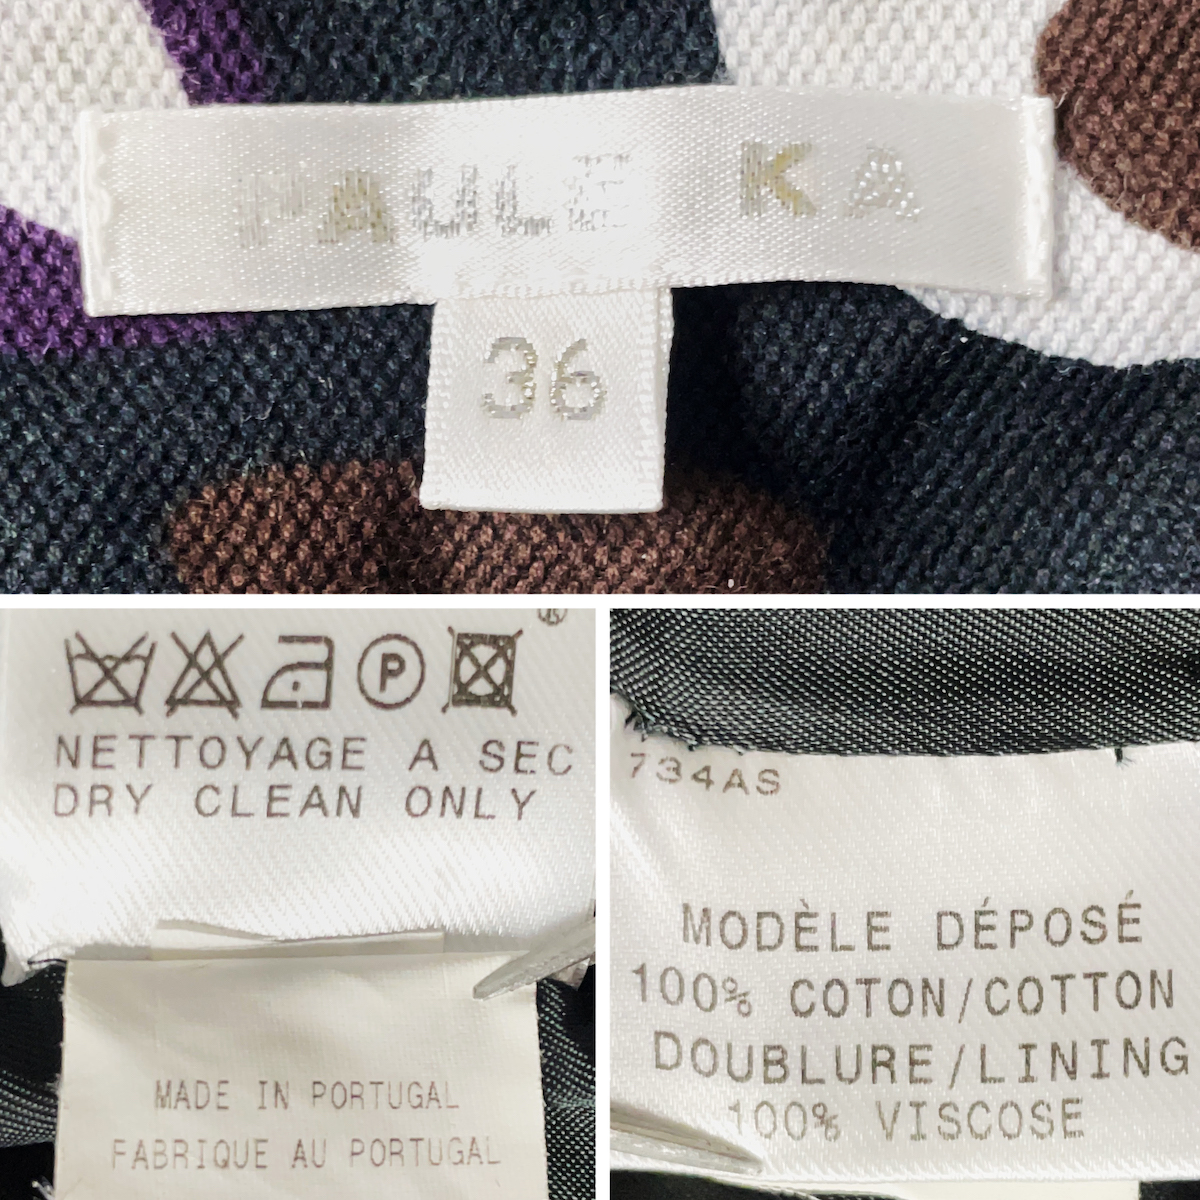 PAULE KA
36
®
P
NETTOYAGE A SEC
DRY CLEAN ONLY
MADE IN PORTUGAL
FABRIQUE AU PORTUGAL
734AS
MODÈLE DÉPOSÉ
100% COTON/COTTON
DOUBLURE/LINING
100% VISCOSE